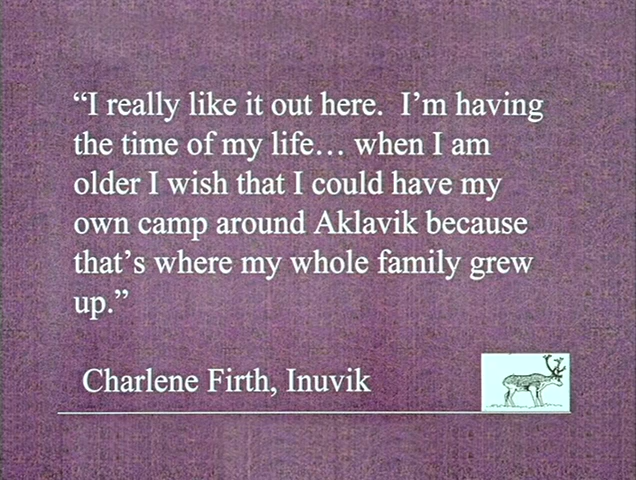 “I really like it out here.  I’m having
the time of my life… when I am
older I wish that I could have my
own camp around Aklavik because
that’s where my whole family grew
up.”
Charlene Firth, Inuvik